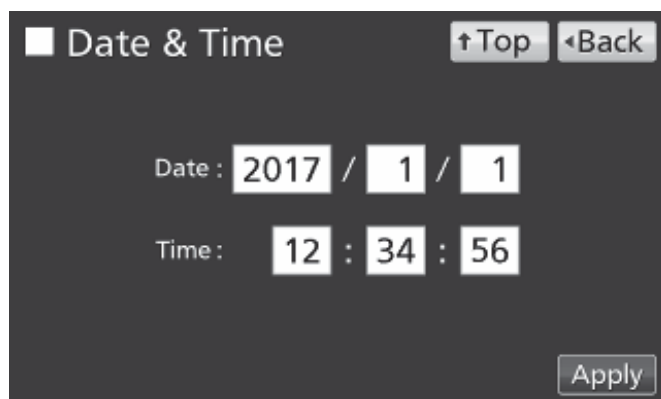 Date & Time
↑Top ◂Back
Date : 2017 / 1 / 1
Time : 12 : 34 : 56
Apply